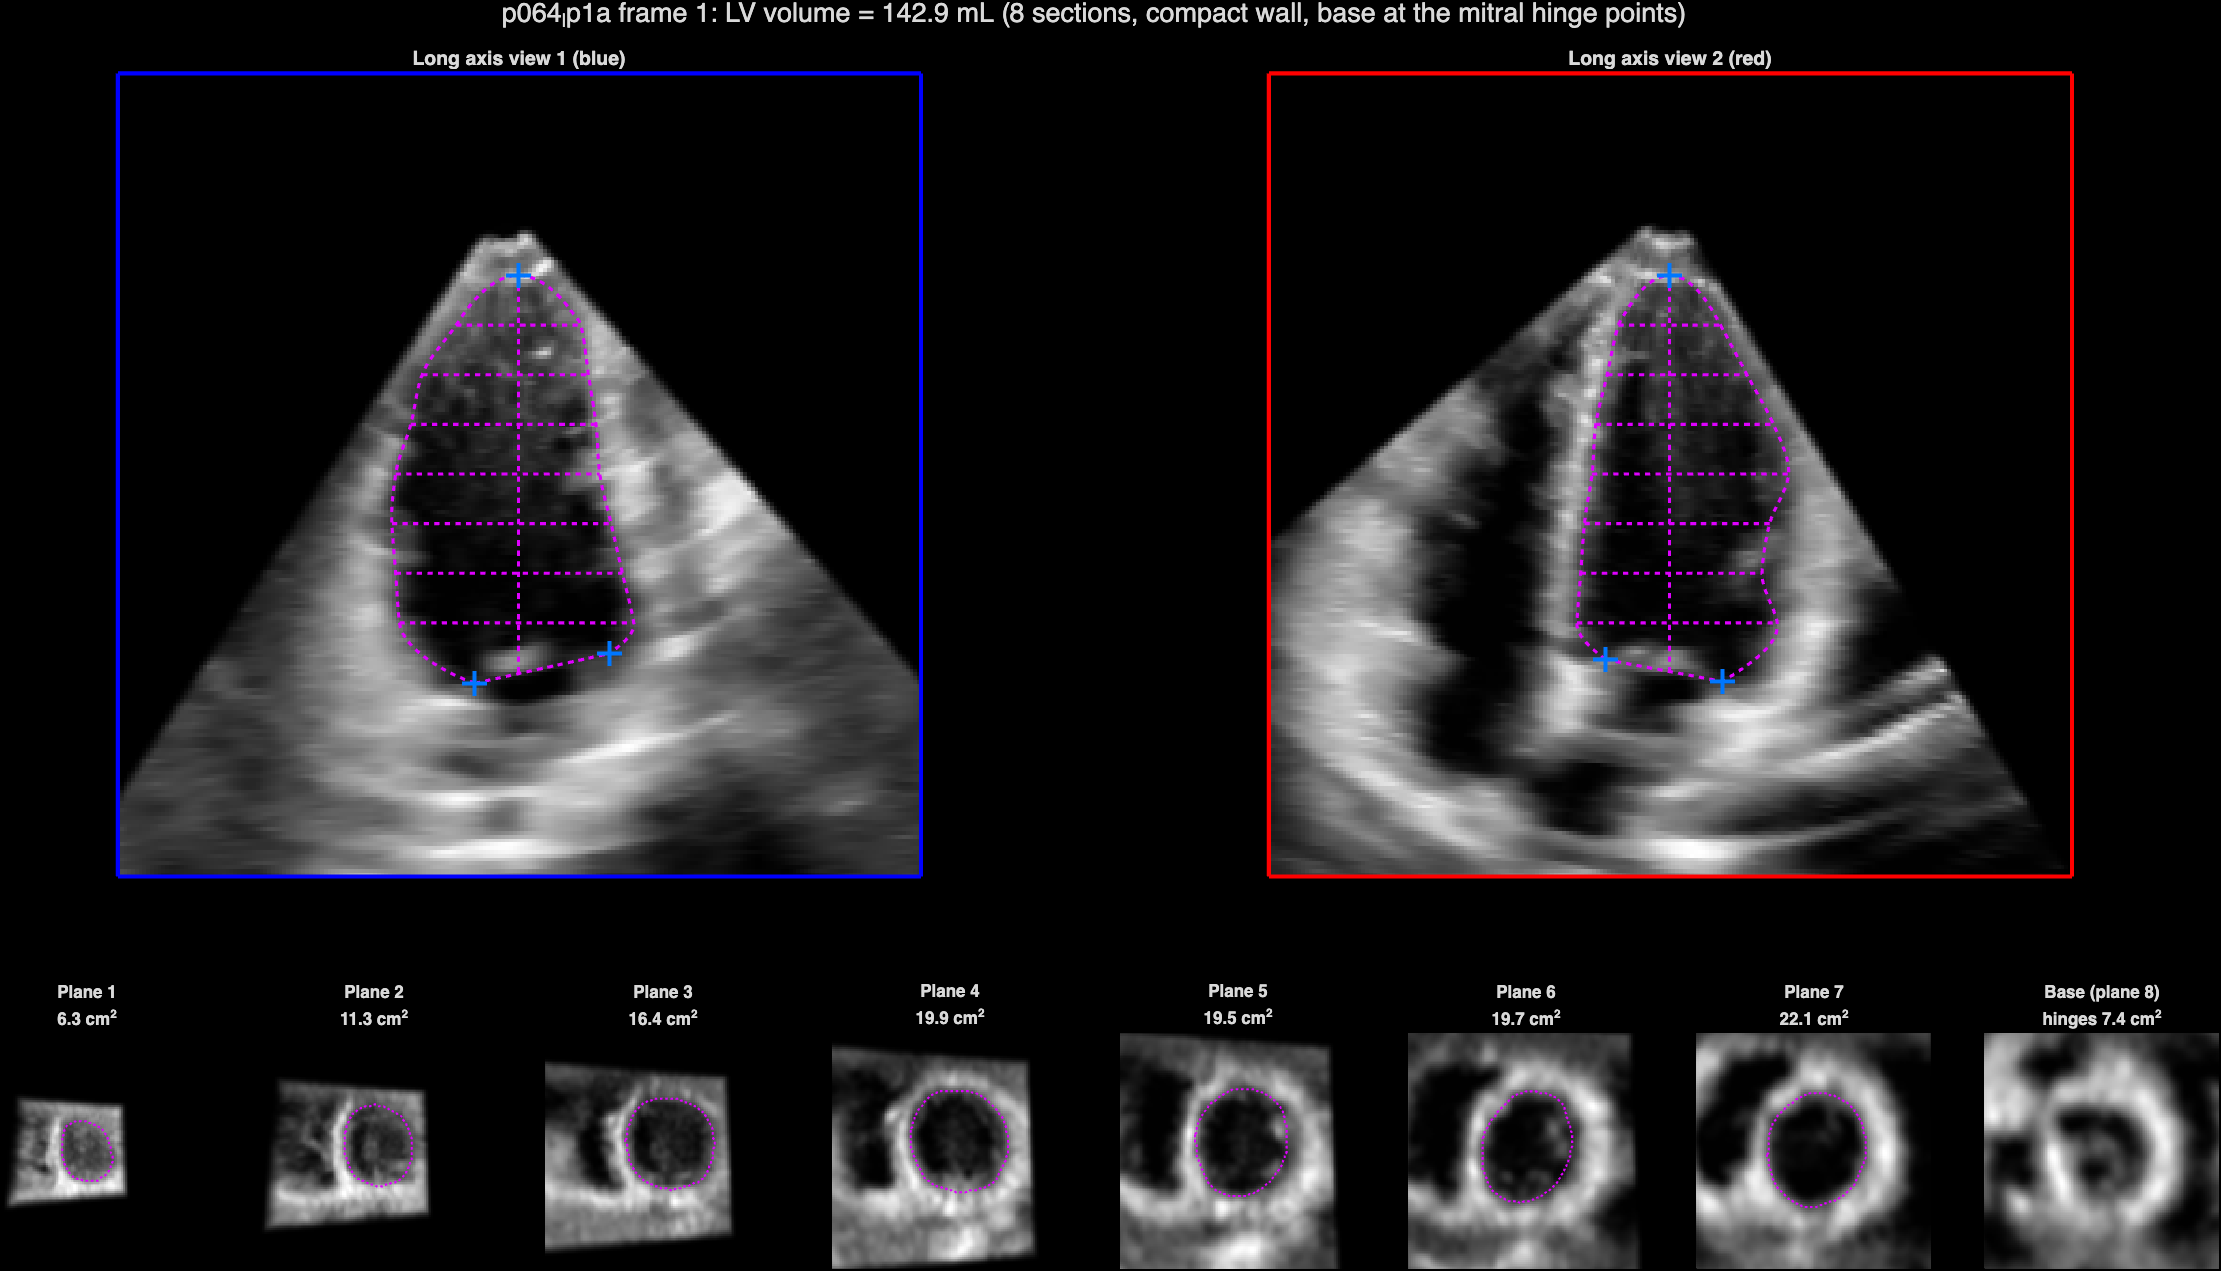 p064|p1a frame 1: LV volume = 142.9 mL (8 sections, compact wall, base at the mitral hinge points)
Long axis view 1 (blue)
Long axis view 2 (red)
Plane 1
6.3 cm²
Plane 2
11.3 cm²
Plane 3
16.4 cm²
Plane 4
19.9 cm²
Plane 5
19.5 cm²
Plane 6
19.7 cm²
Plane 7
22.1 cm²
Base (plane 8)
hinges 7.4 cm²